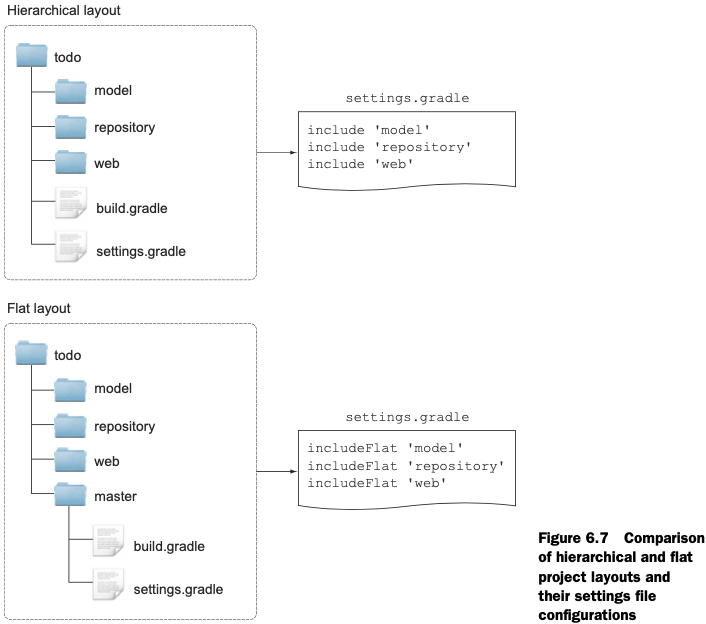 Hierarchical layout
todo
model
repository
web
build.gradle
settings.gradle
settings.gradle
include 'model'
include 'repository'
include 'web'
Flat layout
todo
model
repository
web
master
build.gradle
settings.gradle
settings.gradle
includeFlat 'model'
includeFlat 'repository'
includeFlat 'web'
Figure 6.7 Comparison
of hierarchical and flat
project layouts and
their settings file
configurations